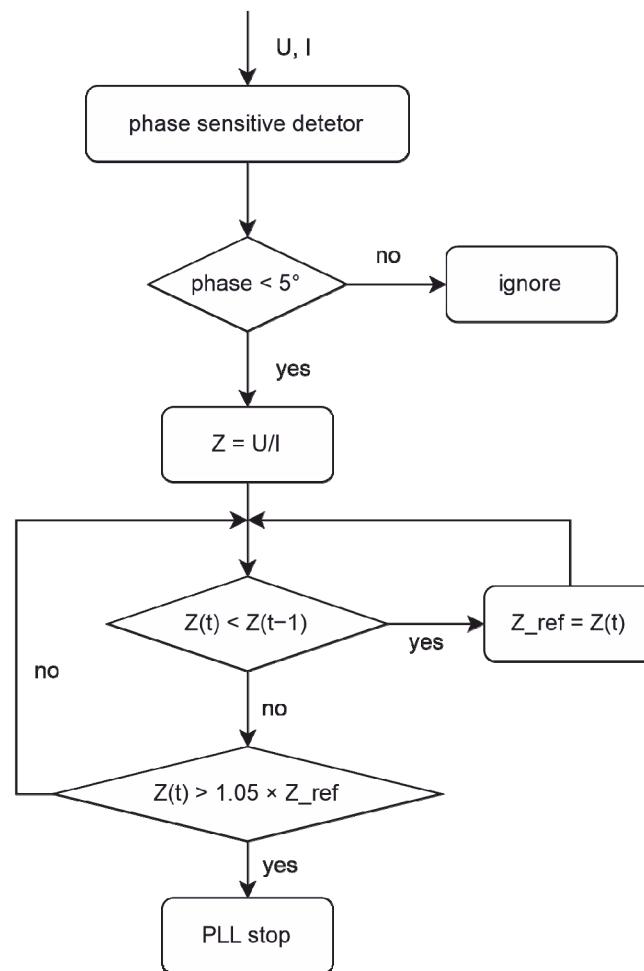 U, I
phase sensitive detetor
phase < 5°
no
ignore
yes
Z = U/I
Z(t) < Z(t−1)
yes
Z_ref = Z(t)
no
no
Z(t) > 1.05 × Z_ref
yes
PLL stop